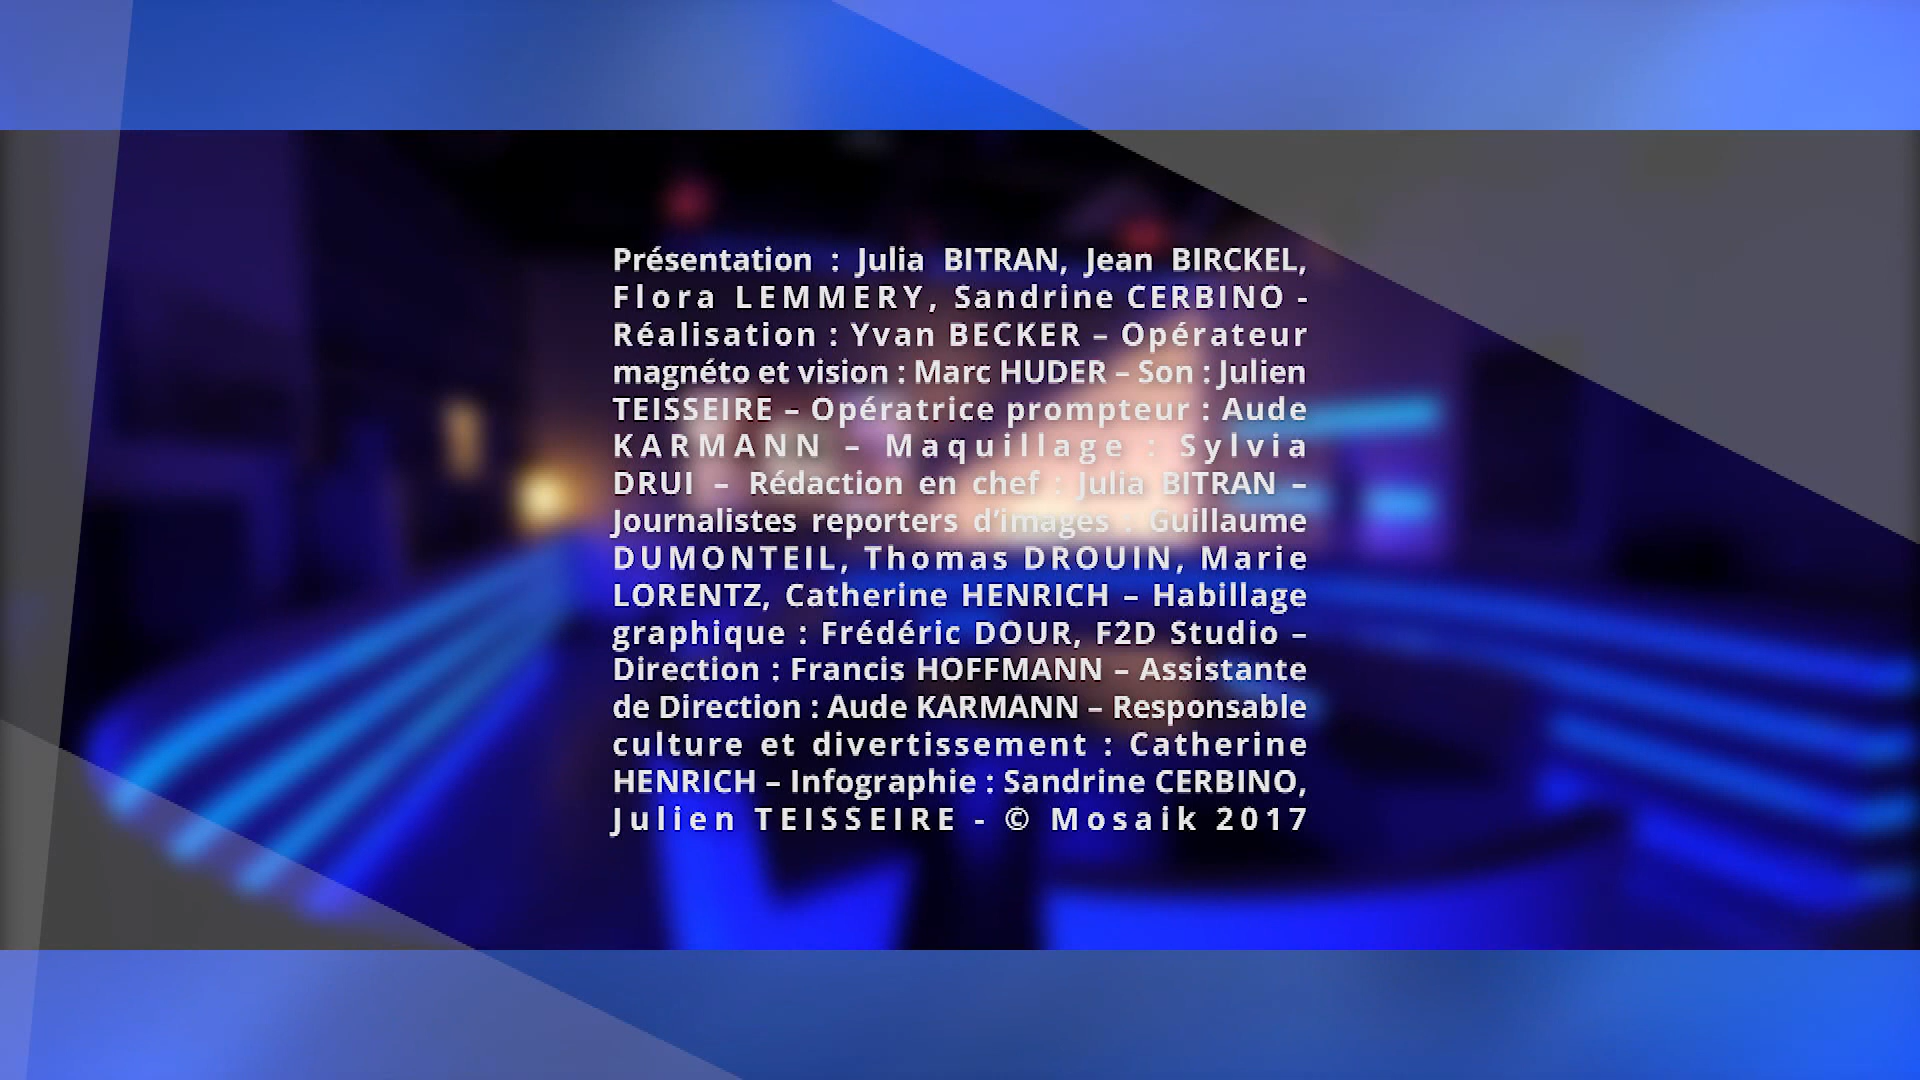 Présentation : Julia BITRAN, Jean BIRCKEL,
Flora LEMMERY, Sandrine CERBINO -
Réalisation : Yvan BECKER – Opérateur
magnéto et vision : Marc HUDER – Son : Julien
TEISSEIRE – Opératrice prompteur : Aude
KARMANN – Maquillage : Sylvia
DRUI – Rédaction en chef : Julia BITRAN –
Journalistes reporters d’images : Guillaume
DUMONTEIL, Thomas DROUIN, Marie
LORENTZ, Catherine HENRICH – Habillage
graphique : Frédéric DOUR, F2D Studio –
Direction : Francis HOFFMANN – Assistante
de Direction : Aude KARMANN – Responsable
culture et divertissement : Catherine
HENRICH – Infographie : Sandrine CERBINO,
Julien TEISSEIRE - © Mosaik 2017